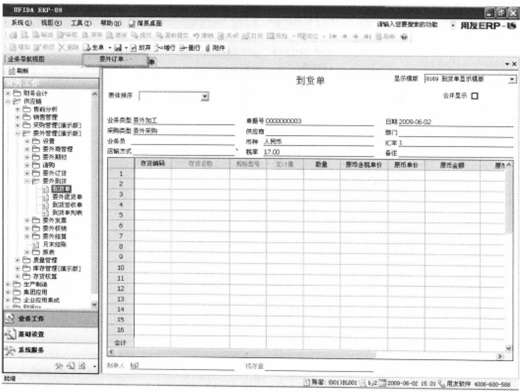 UFIDA ERP-U8
系统(S) 视图(V) 工具(T) 帮助(H) 简易桌面
请输入您要搜索的功能 用友ERP-U8
增加 修改 删除 生单 放弃 增行 量行 附件
业务导航视图 委外订单...
刷新
到货单
显示模版 8169 到货单显示模版
表体排序
合并显示
财务会计
供应链
售前分析
销售管理
采购管理[演示版]
委外管理[演示版]
设置
委外商管理
委外期初
请购
委外订货
委外到货
到货单
委外退货单
到货拒收单
到货单列表
委外发票
委外核销
委外结算
月末结账
报表
质量管理
库存管理[演示版]
存货核算
生产制造
集团应用
企业应用集成
业务类型 委外加工 单据号 0000000003 日期 2009-06-02
采购类型 委外采购 供应商 部门
业务员 币种 人民币 汇率 1
运输方式 税率 17.00 备注
存货编码 存货名称 规格型号 主计量 数量 原币含税单价 原币单价 原币金额
1
2
3
4
5
6
7
8
9
10
11
12
13
14
15
16
合计
业务工作
基础设置
系统服务
制单人 bj2 现存量
就绪 bj2 2009-06-02 15:01 用友软件 4006-600-588